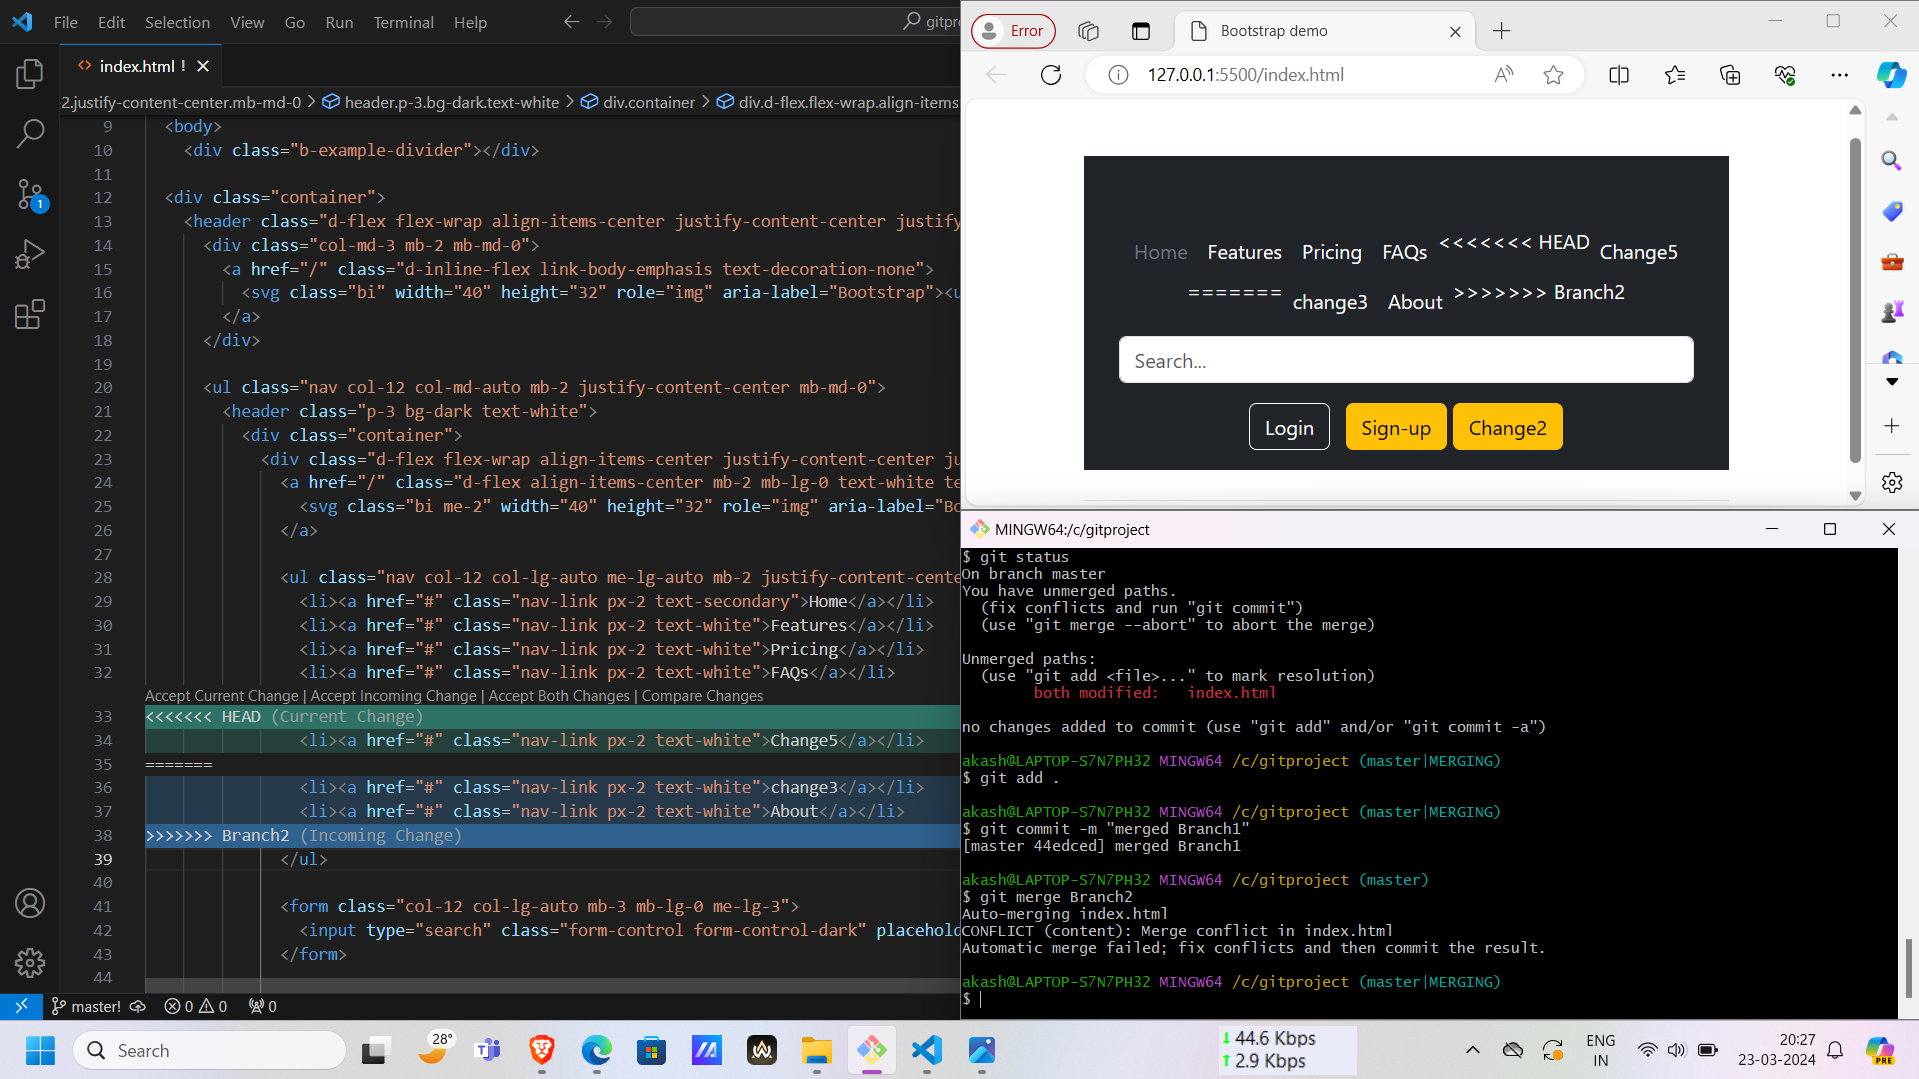 File Edit Selection View Go Run Terminal Help
gitpro
index.html !
2.justify-content-center.mb-md-0 > header.p-3.bg-dark.text-white > div.container > div.d-flex.flex-wrap.align-items
9 <body>
10 <div class="b-example-divider"></div>
11
12 <div class="container">
13 <header class="d-flex flex-wrap align-items-center justify-content-center justify
14 <div class="col-md-3 mb-2 mb-md-0">
15 <a href="/" class="d-inline-flex link-body-emphasis text-decoration-none">
16 <svg class="bi" width="40" height="32" role="img" aria-label="Bootstrap"><u
17 </a>
18 </div>
19
20 <ul class="nav col-12 col-md-auto mb-2 justify-content-center mb-md-0">
21 <header class="p-3 bg-dark text-white">
22 <div class="container">
23 <div class="d-flex flex-wrap align-items-center justify-content-center ju
24 <a href="/" class="d-flex align-items-center mb-2 mb-lg-0 text-white te
25 <svg class="bi me-2" width="40" height="32" role="img" aria-label="Bo
26 </a>
27
28 <ul class="nav col-12 col-lg-auto me-lg-auto mb-2 justify-content-cente
29 <li><a href="#" class="nav-link px-2 text-secondary">Home</a></li>
30 <li><a href="#" class="nav-link px-2 text-white">Features</a></li>
31 <li><a href="#" class="nav-link px-2 text-white">Pricing</a></li>
32 <li><a href="#" class="nav-link px-2 text-white">FAQs</a></li>
Accept Current Change | Accept Incoming Change | Accept Both Changes | Compare Changes
33 <<<<<<< HEAD (Current Change)
34 <li><a href="#" class="nav-link px-2 text-white">Change5</a></li>
35 =======
36 <li><a href="#" class="nav-link px-2 text-white">change3</a></li>
37 <li><a href="#" class="nav-link px-2 text-white">About</a></li>
38 >>>>>>> Branch2 (Incoming Change)
39 </ul>
40
41 <form class="col-12 col-lg-auto mb-3 mb-lg-0 me-lg-3">
42 <input type="search" class="form-control form-control-dark" placehold
43 </form>
44
1
master! 0 0 0
Error
Bootstrap demo
127.0.0.1:5500/index.html
Home Features Pricing FAQs <<<<<<< HEAD Change5
======= change3 About >>>>>>> Branch2
Search...
Login Sign-up Change2
MINGW64:/c/gitproject
$ git status
On branch master
You have unmerged paths.
(fix conflicts and run "git commit")
(use "git merge --abort" to abort the merge)
Unmerged paths:
(use "git add <file>..." to mark resolution)
both modified: index.html
no changes added to commit (use "git add" and/or "git commit -a")
akash@LAPTOP-S7N7PH32 MINGW64 /c/gitproject (master|MERGING)
$ git add .
akash@LAPTOP-S7N7PH32 MINGW64 /c/gitproject (master|MERGING)
$ git commit -m "merged Branch1"
[master 44edced] merged Branch1
akash@LAPTOP-S7N7PH32 MINGW64 /c/gitproject (master)
$ git merge Branch2
Auto-merging index.html
CONFLICT (content): Merge conflict in index.html
Automatic merge failed; fix conflicts and then commit the result.
akash@LAPTOP-S7N7PH32 MINGW64 /c/gitproject (master|MERGING)
$
Search
28°
44.6 Kbps
2.9 Kbps
ENG
IN
20:27
23-03-2024
PRE